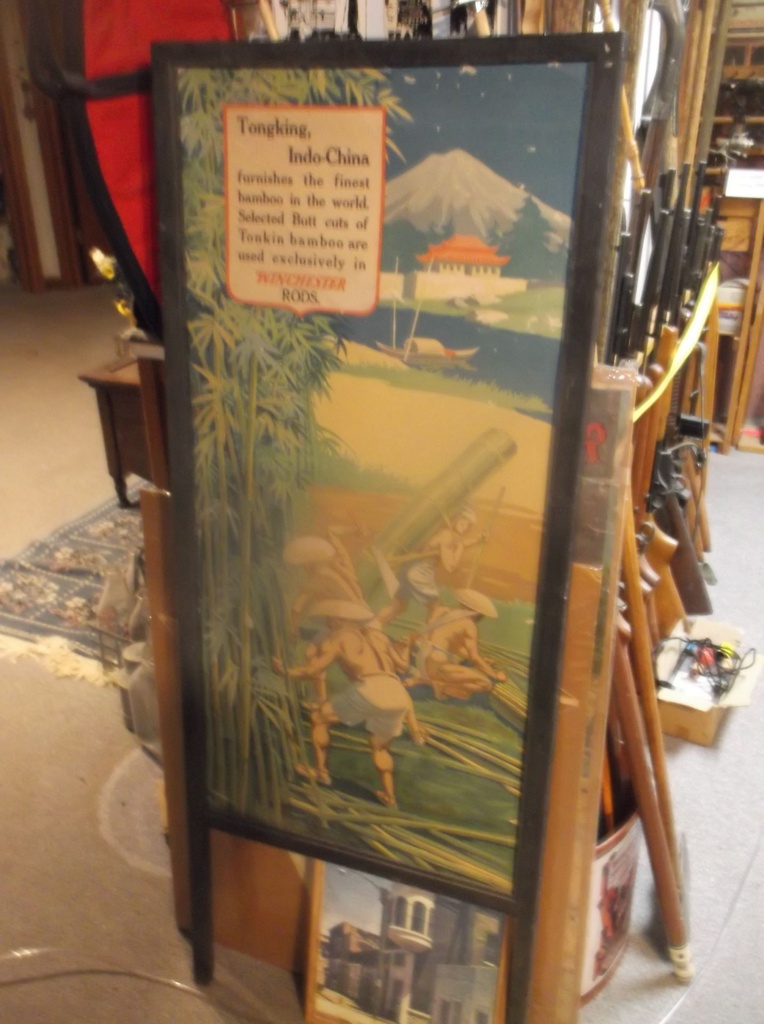 Tongking,
Indo-China
furnishes the finest
bamboo in the world.
Selected Butt cuts of
Tonkin bamboo are
used exclusively in
WINCHESTER
RODS.
R